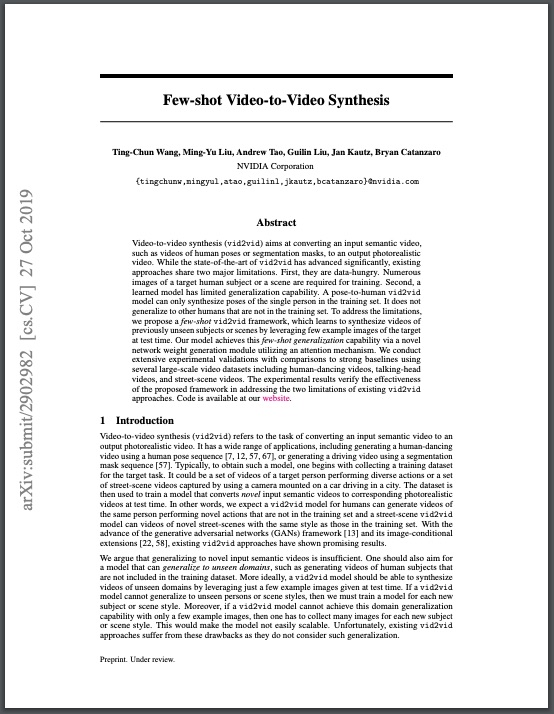 arXiv:submit/2902982 [cs.CV] 27 Oct 2019
Few-shot Video-to-Video Synthesis
Ting-Chun Wang, Ming-Yu Liu, Andrew Tao, Guilin Liu, Jan Kautz, Bryan Catanzaro
NVIDIA Corporation
{tingchunw,mingyul,atao,guilinl,jkautz,bcatanzaro}@nvidia.com
Abstract
Video-to-video synthesis (vid2vid) aims at converting an input semantic video,
such as videos of human poses or segmentation masks, to an output photorealistic
video. While the state-of-the-art of vid2vid has advanced significantly, existing
approaches share two major limitations. First, they are data-hungry. Numerous
images of a target human subject or a scene are required for training. Second, a
learned model has limited generalization capability. A pose-to-human vid2vid
model can only synthesize poses of the single person in the training set. It does not
generalize to other humans that are not in the training set. To address the limitations,
we propose a few-shot vid2vid framework, which learns to synthesize videos of
previously unseen subjects or scenes by leveraging few example images of the target
at test time. Our model achieves this few-shot generalization capability via a novel
network weight generation module utilizing an attention mechanism. We conduct
extensive experimental validations with comparisons to strong baselines using
several large-scale video datasets including human-dancing videos, talking-head
videos, and street-scene videos. The experimental results verify the effectiveness
of the proposed framework in addressing the two limitations of existing vid2vid
approaches. Code is available at our website.
1 Introduction
Video-to-video synthesis (vid2vid) refers to the task of converting an input semantic video to an
output photorealistic video. It has a wide range of applications, including generating a human-dancing
video using a human pose sequence [7, 12, 57, 67], or generating a driving video using a segmentation
mask sequence [57]. Typically, to obtain such a model, one begins with collecting a training dataset
for the target task. It could be a set of videos of a target person performing diverse actions or a set
of street-scene videos captured by using a camera mounted on a car driving in a city. The dataset is
then used to train a model that converts novel input semantic videos to corresponding photorealistic
videos at test time. In other words, we expect a vid2vid model for humans can generate videos of
the same person performing novel actions that are not in the training set and a street-scene vid2vid
model can videos of novel street-scenes with the same style as those in the training set. With the
advance of the generative adversarial networks (GANs) framework [13] and its image-conditional
extensions [22, 58], existing vid2vid approaches have shown promising results.
We argue that generalizing to novel input semantic videos is insufficient. One should also aim for
a model that can generalize to unseen domains, such as generating videos of human subjects that
are not included in the training dataset. More ideally, a vid2vid model should be able to synthesize
videos of unseen domains by leveraging just a few example images given at test time. If a vid2vid
model cannot generalize to unseen persons or scene styles, then we must train a model for each new
subject or scene style. Moreover, if a vid2vid model cannot achieve this domain generalization
capability with only a few example images, then one has to collect many images for each new subject
or scene style. This would make the model not easily scalable. Unfortunately, existing vid2vid
approaches suffer from these drawbacks as they do not consider such generalization.
Preprint. Under review.